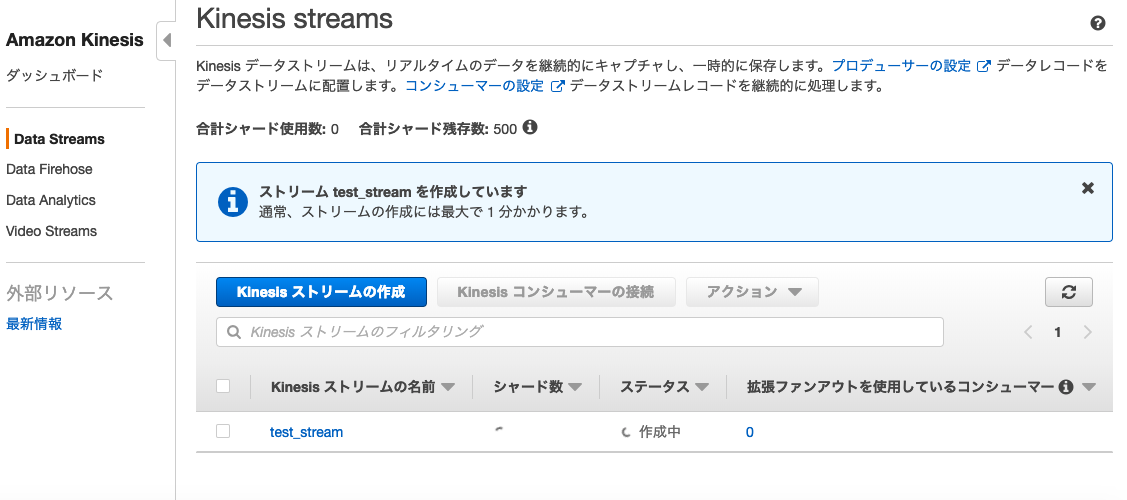 Amazon Kinesis
ダッシュボード
Data Streams
Data Firehose
Data Analytics
Video Streams
外部リソース
最新情報
Kinesis streams
Kinesis データストリームは、リアルタイムのデータを継続的にキャプチャし、一時的に保存します。プロデューサーの設定 データレコードを
データストリームに配置します。コンシューマーの設定 データストリームレコードを継続的に処理します。
合計シャード使用数: 0 合計シャード残存数: 500
ストリーム test_stream を作成しています
通常、ストリームの作成には最大で 1 分かかります。
Kinesis ストリームの作成 Kinesis コンシューマーの接続 アクション
Kinesis ストリームのフィルタリング 1
Kinesis ストリームの名前 シャード数 ステータス 拡張ファンアウトを使用しているコンシューマー
test_stream 作成中 0